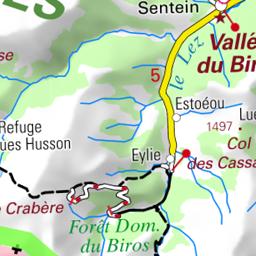 ES
Sentein
le Lez
Vallé
du Bir
5
Estoéou
1497
Lue
Refuge
ues Husson
Eylie
Col
des Cassa
e Crabère
Forêt Dom.
du Biros